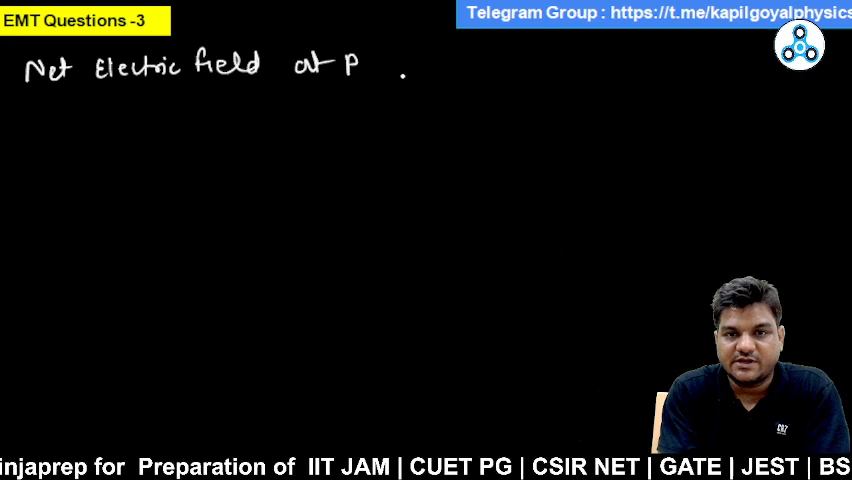 EMT Questions -3
Telegram Group : https://t.me/kapilgoyalphysics
Net Electric field at P .
injaprep for Preparation of IIT JAM | CUET PG | CSIR NET | GATE | JEST | BS